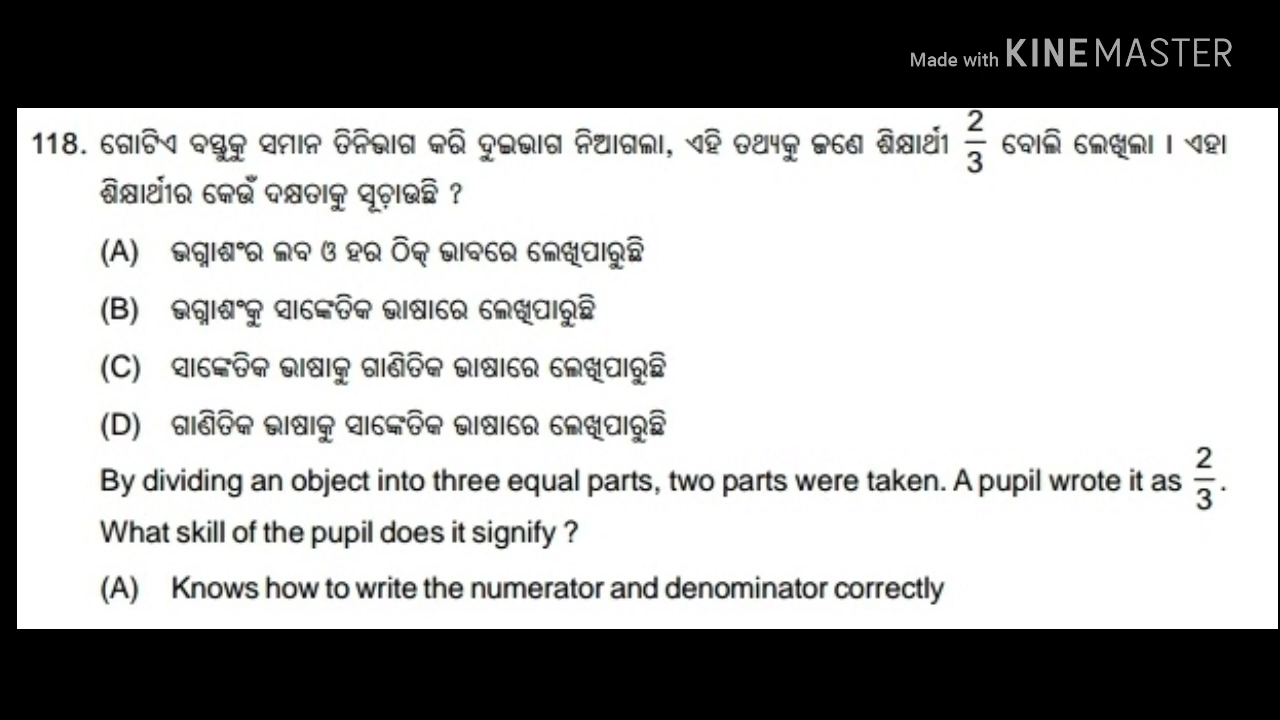 Made with KINEMASTER
118. ଗୋଟିଏ ବସ୍ତୁକୁ ସମାନ ତିନିଭାଗ କରି ଦୁଇଭାଗ ନିଆଗଲା, ଏହି ତଥ୍ୟକୁ ଜଣେ ଶିକ୍ଷାର୍ଥୀ 2/3 ବୋଲି ଲେଖିଲା । ଏହା
ଶିକ୍ଷାର୍ଥୀର କେଉଁ ଦକ୍ଷତାକୁ ସୂଚ଼ାଉଛି ?
(A) ଭଗ୍ନାଶଂର ଲବ ଓ ହର ଠିକ୍ ଭାବରେ ଲେଖିପାରୁଛି
(B) ଭଗ୍ନାଶଂକୁ ସାଙ୍କେତିକ ଭାଷାରେ ଲେଖିପାରୁଛି
(C) ସାଙ୍କେତିକ ଭାଷାକୁ ଗାଣିତିକ ଭାଷାରେ ଲେଖିପାରୁଛି
(D) ଗାଣିତିକ ଭାଷାକୁ ସାଙ୍କେତିକ ଭାଷାରେ ଲେଖିପାରୁଛି
By dividing an object into three equal parts, two parts were taken. A pupil wrote it as 2/3.
What skill of the pupil does it signify ?
(A) Knows how to write the numerator and denominator correctly